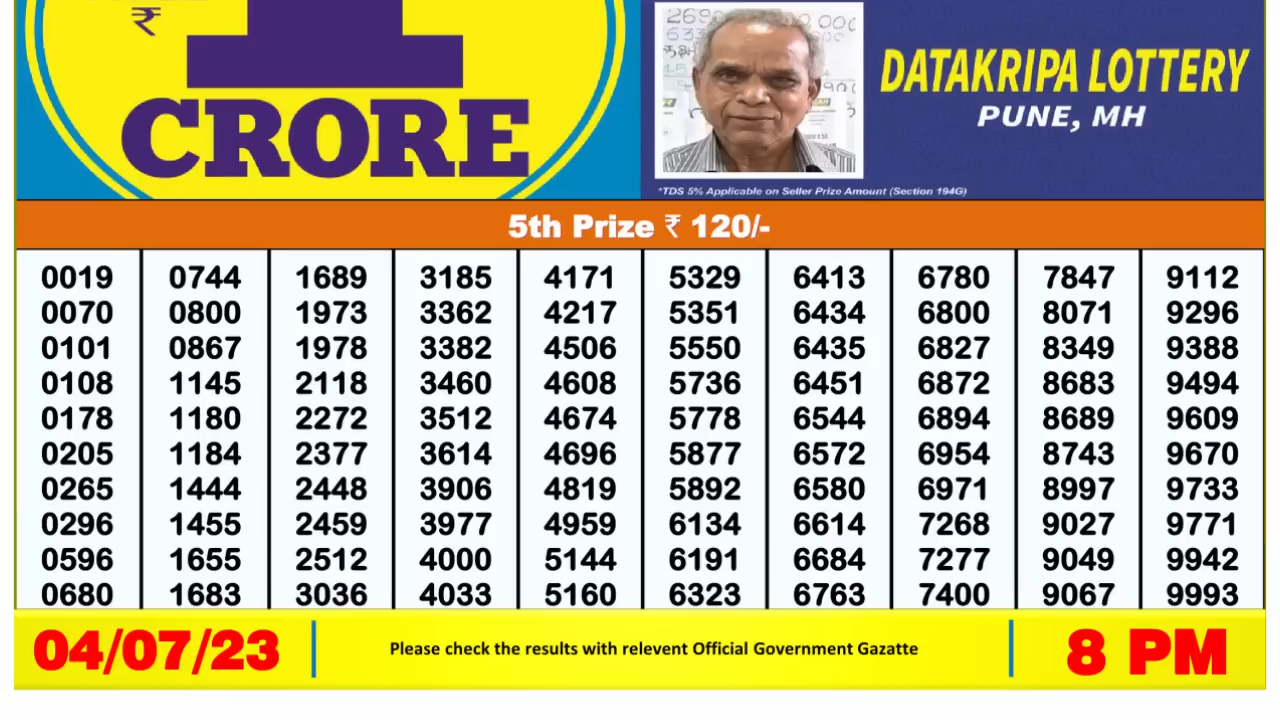 ₹
1
CRORE
DATAKRIPA LOTTERY
PUNE, MH
*TDS 5% Applicable on Seller Prize Amount (Section 194G)
5th Prize ₹ 120/-
0019 0744 1689 3185 4171 5329 6413 6780 7847 9112
0070 0800 1973 3362 4217 5351 6434 6800 8071 9296
0101 0867 1978 3382 4506 5550 6435 6827 8349 9388
0108 1145 2118 3460 4608 5736 6451 6872 8683 9494
0178 1180 2272 3512 4674 5778 6544 6894 8689 9609
0205 1184 2377 3614 4696 5877 6572 6954 8743 9670
0265 1444 2448 3906 4819 5892 6580 6971 8997 9733
0296 1455 2459 3977 4959 6134 6614 7268 9027 9771
0596 1655 2512 4000 5144 6191 6684 7277 9049 9942
0680 1683 3036 4033 5160 6323 6763 7400 9067 9993
04/07/23
Please check the results with relevent Official Government Gazatte
8 PM